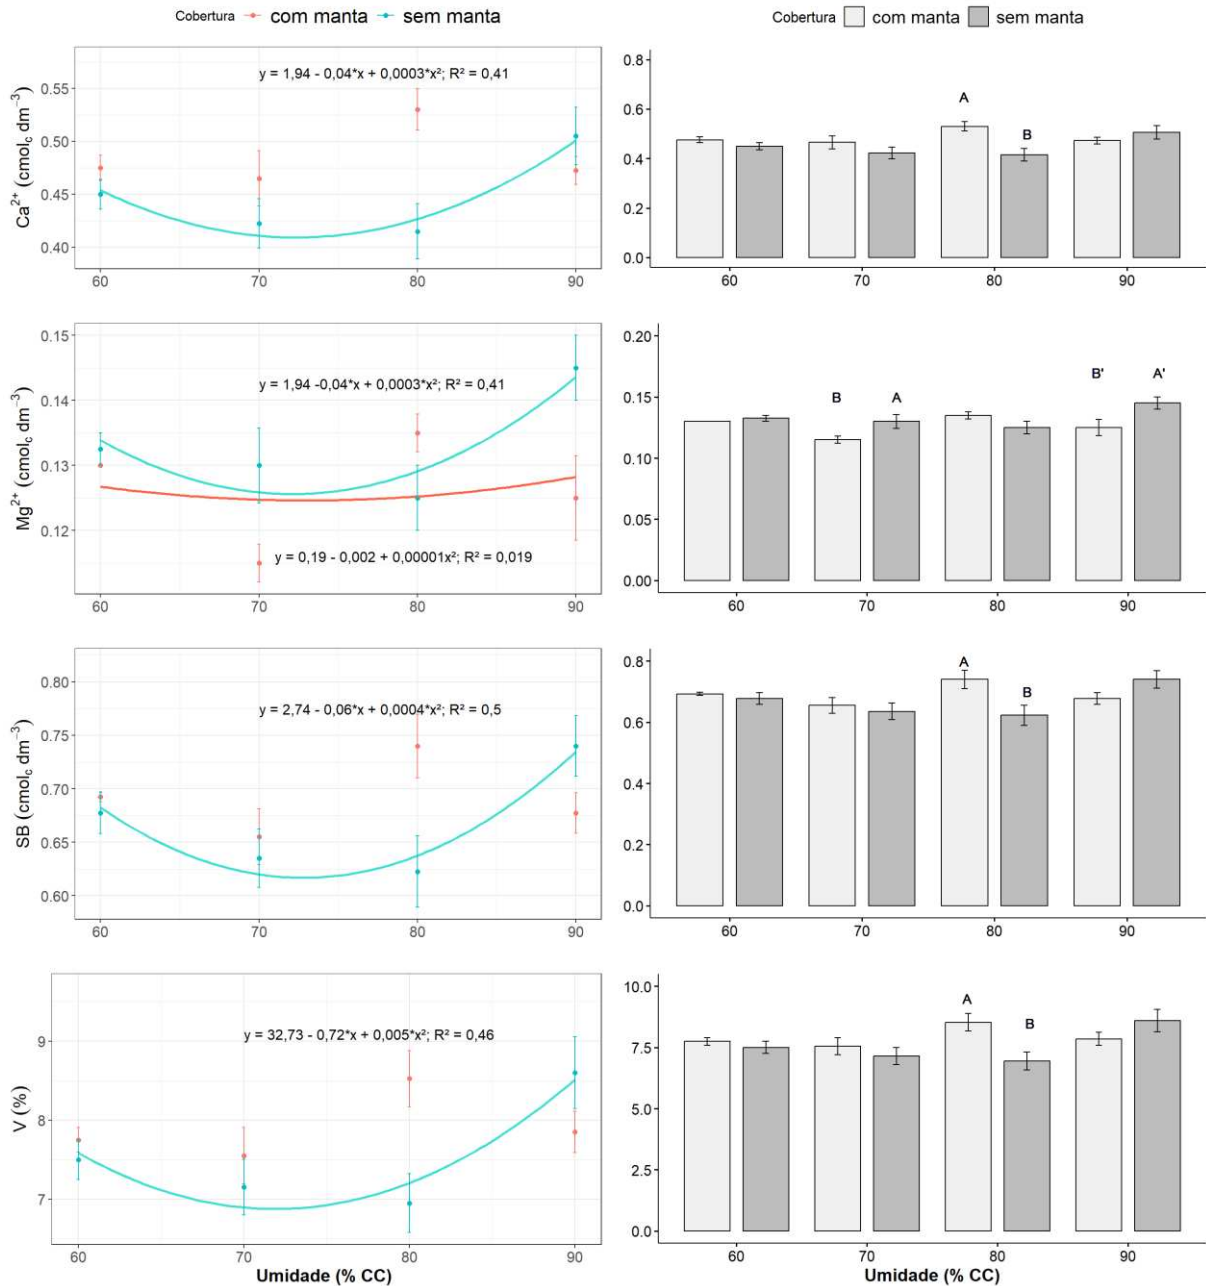 Cobertura com manta sem manta
Ca²⁺ (cmol꜀ dm⁻³)
0.55
0.50
0.45
0.40
y = 1,94 - 0,04*x + 0,0003*x²; R² = 0,41
60 70 80 90
Cobertura com manta sem manta
0.8
0.6
0.4
0.2
0.0
A
B
60 70 80 90
Mg²⁺ (cmol꜀ dm⁻³)
0.15
0.14
0.13
0.12
y = 1,94 -0,04*x + 0,0003*x²; R² = 0,41
y = 0,19 - 0,002 + 0,00001x²; R² = 0,019
60 70 80 90
0.20
0.15
0.10
0.05
0.00
B A B' A'
60 70 80 90
SB (cmol꜀ dm⁻³)
0.80
0.75
0.70
0.65
0.60
y = 2,74 - 0,06*x + 0,0004*x²; R² = 0,5
60 70 80 90
0.8
0.6
0.4
0.2
0.0
A
B
60 70 80 90
V (%)
9
8
7
y = 32,73 - 0,72*x + 0,005*x²; R² = 0,46
60 70 80 90
Umidade (% CC)
10.0
7.5
5.0
2.5
0.0
A
B
60 70 80 90
Umidade (% CC)